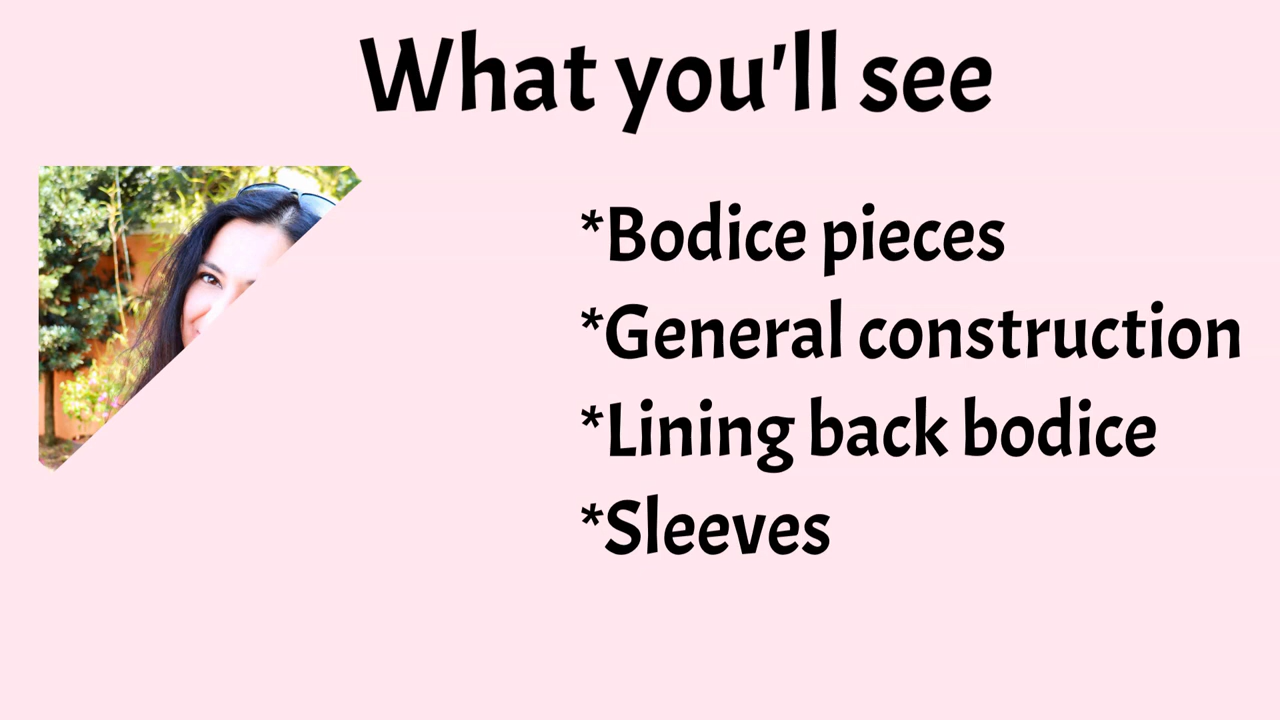 What you'll see
*Bodice pieces
*General construction
*Lining back bodice
*Sleeves